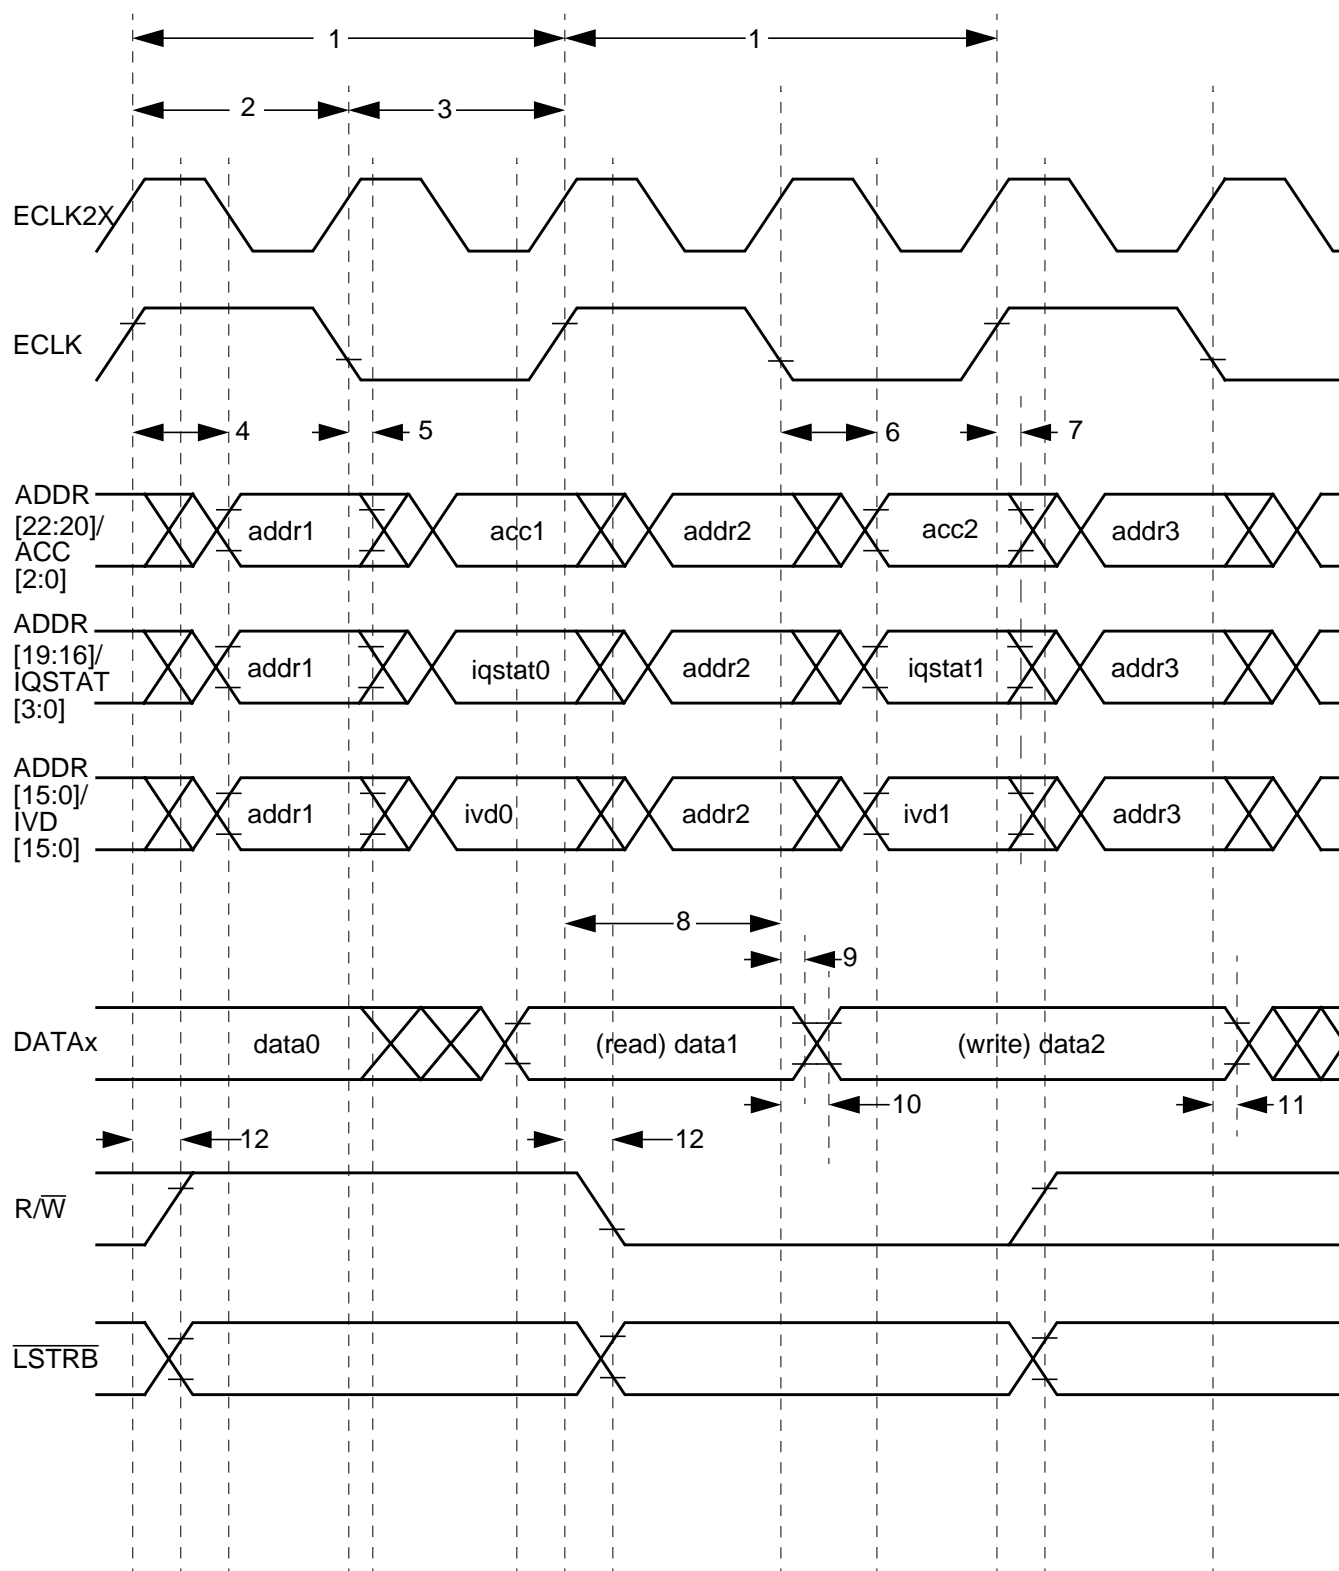 1 1
2 3
ECLK2X
ECLK
4 5 6 7
ADDR
[22:20]/
ACC
[2:0]
addr1 acc1 addr2 acc2 addr3
ADDR
[19:16]/
IQSTAT
[3:0]
addr1 iqstat0 addr2 iqstat1 addr3
ADDR
[15:0]/
IVD
[15:0]
addr1 ivd0 addr2 ivd1 addr3
8
9
DATAx data0 (read) data1 (write) data2
10 11
12 12
R/W̅
L̅S̅T̅R̅B̅